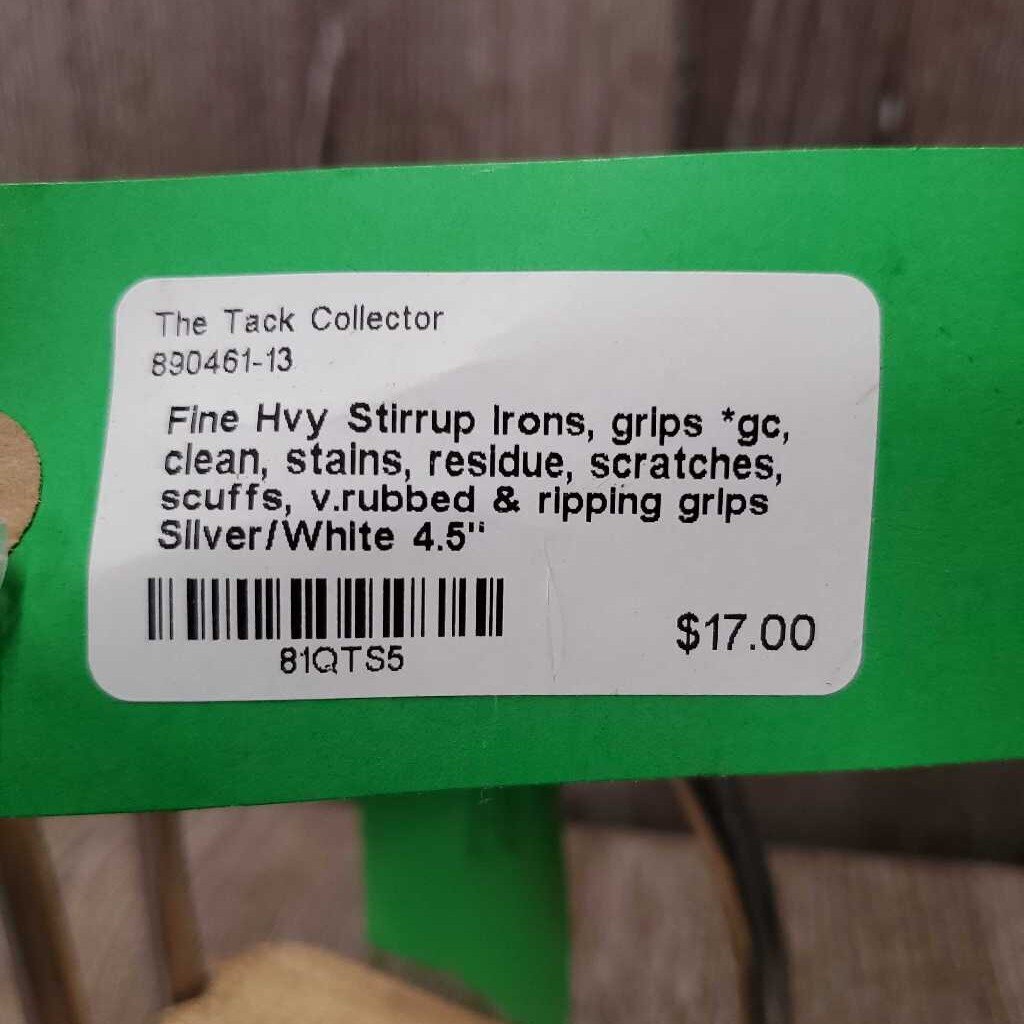 The Tack Collector
890461-13
Fine Hvy Stirrup Irons, grips *gc,
clean, stains, residue, scratches,
scuffs, v.rubbed & ripping grips
Silver/White 4.5"
81QTS5
$17.00